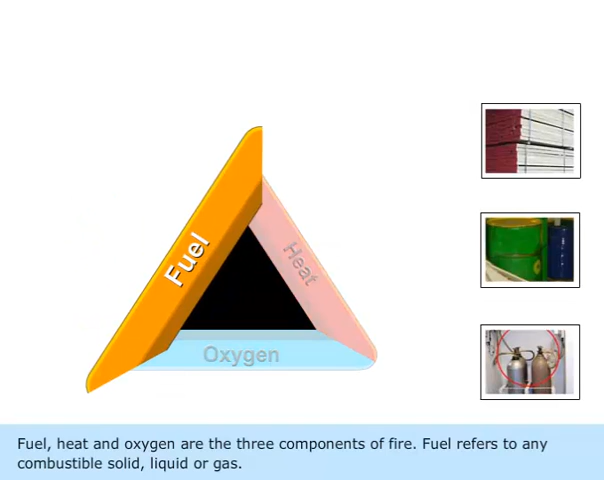 Fuel
Heat
Oxygen
Fuel, heat and oxygen are the three components of fire. Fuel refers to any
combustible solid, liquid or gas.